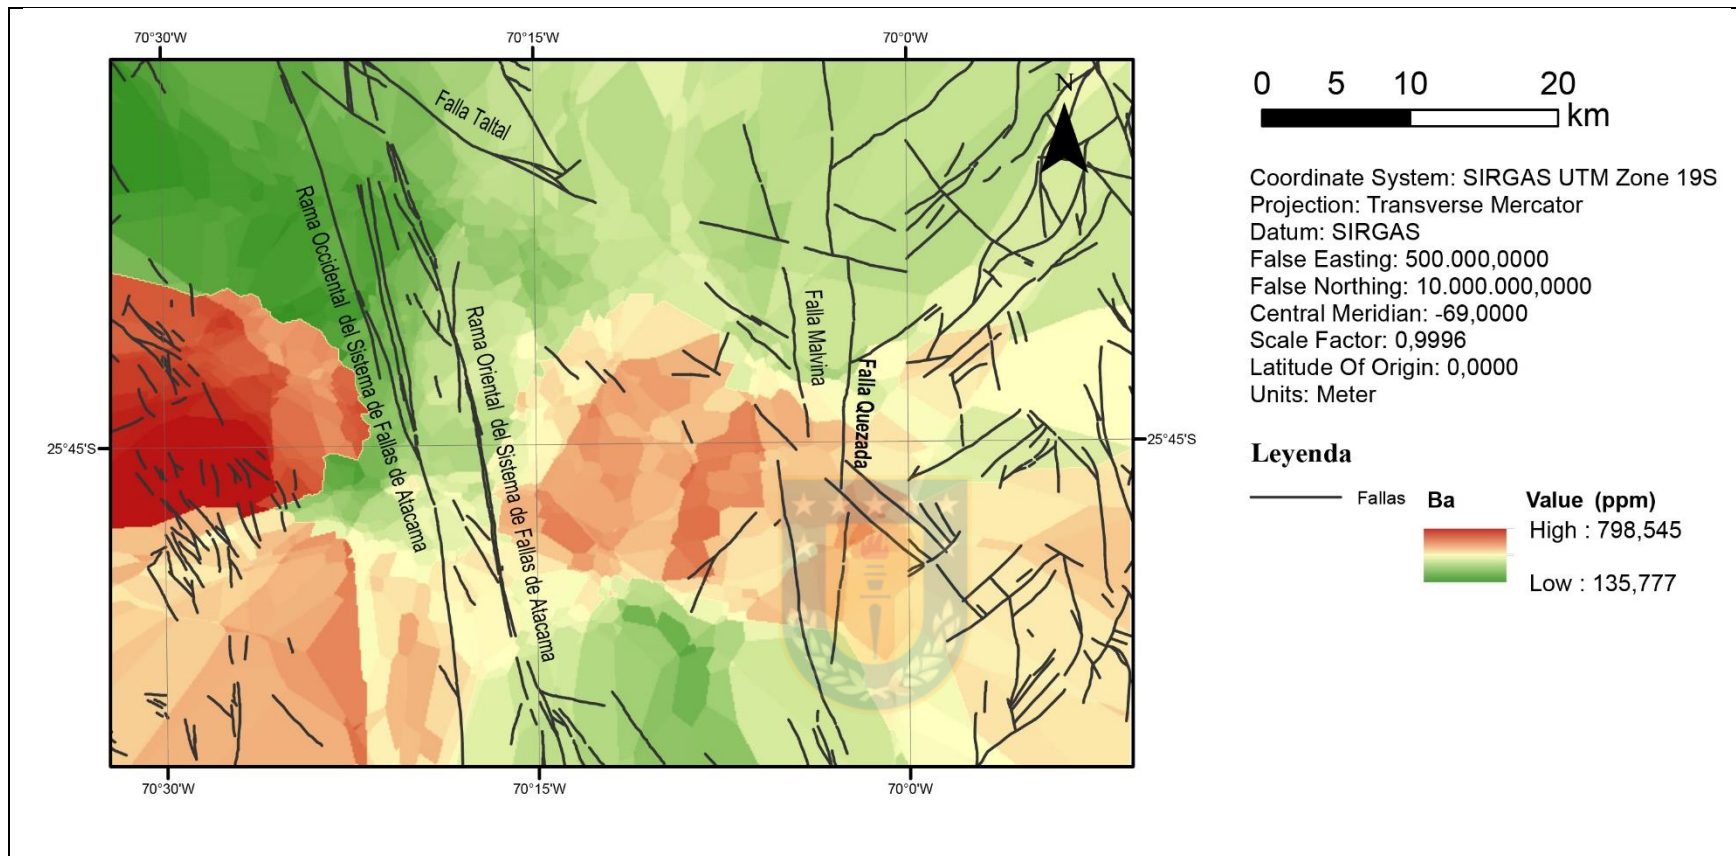 70°30'W 70°15'W 70°0'W
N
Falla Taltal
Rama Occidental del Sistema de Fallas de Atacama
Rama Oriental del Sistema de Fallas de Atacama
Falla Malvina
Falla Quezada
25°45'S 25°45'S
70°30'W 70°15'W 70°0'W
0 5 10 20
km
Coordinate System: SIRGAS UTM Zone 19S
Projection: Transverse Mercator
Datum: SIRGAS
False Easting: 500.000,0000
False Northing: 10.000.000,0000
Central Meridian: -69,0000
Scale Factor: 0,9996
Latitude Of Origin: 0,0000
Units: Meter
Leyenda
Fallas Ba Value (ppm)
High : 798,545
Low : 135,777